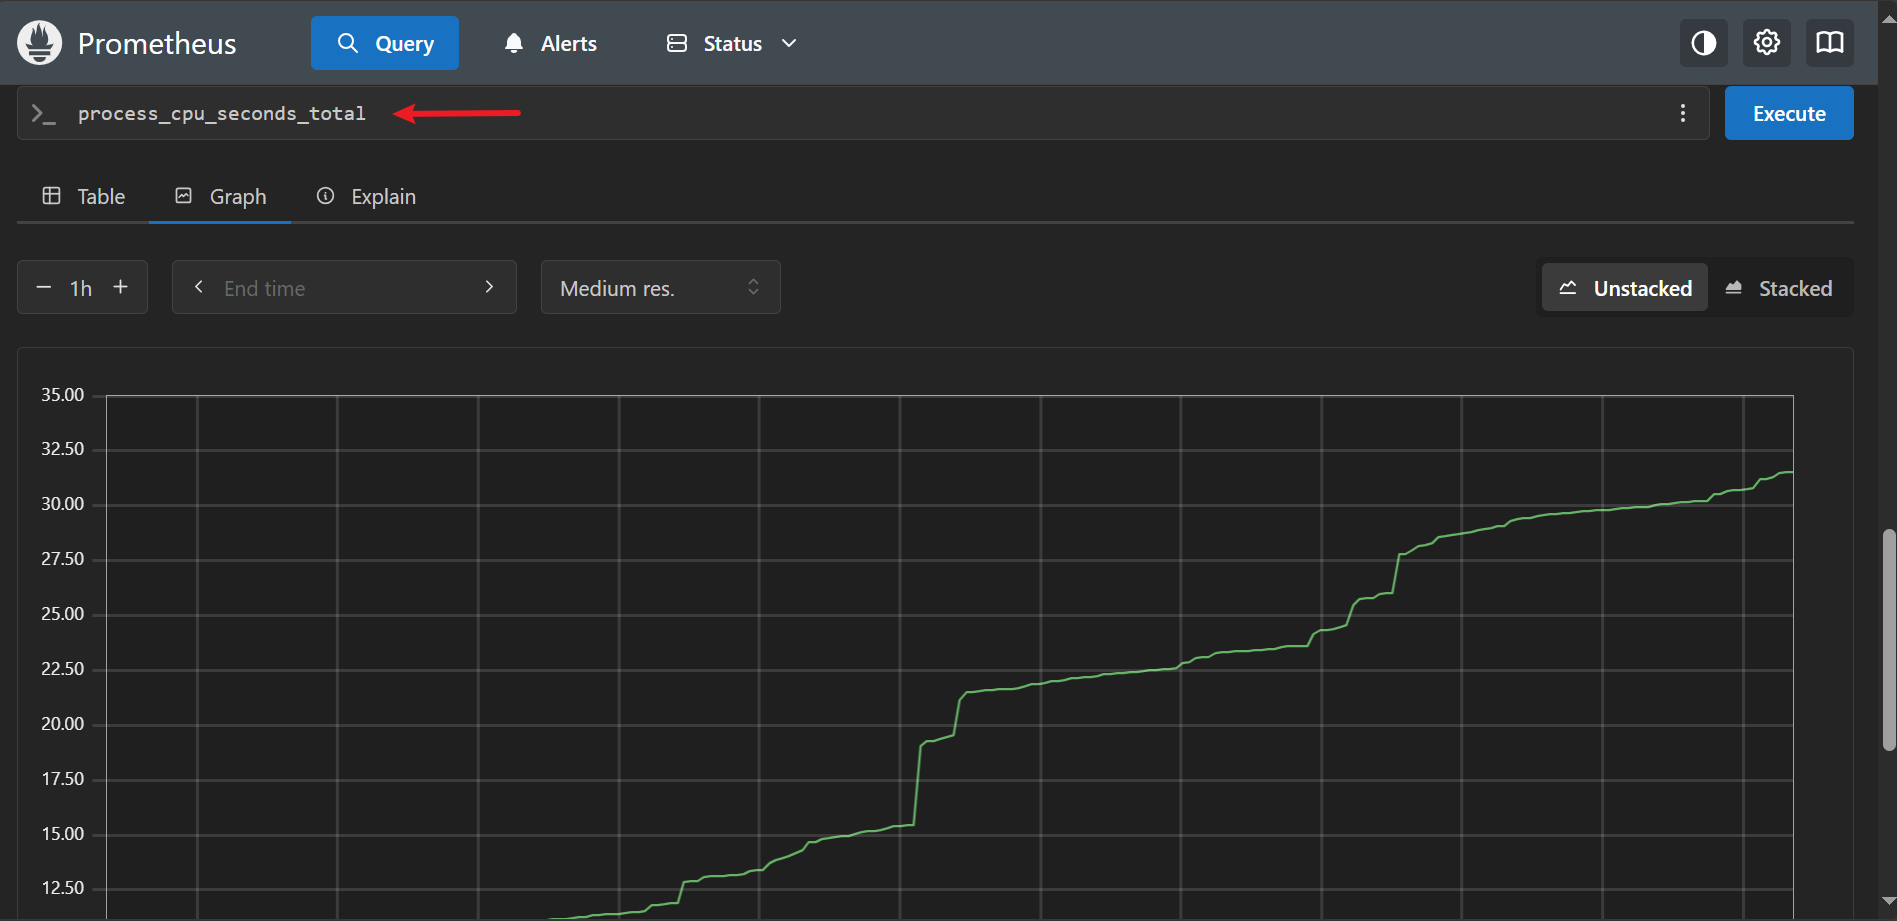 Prometheus Query Alerts Status
process_cpu_seconds_total Execute
Table Graph Explain
1h End time Medium res. Unstacked Stacked
35.00
32.50
30.00
27.50
25.00
22.50
20.00
17.50
15.00
12.50